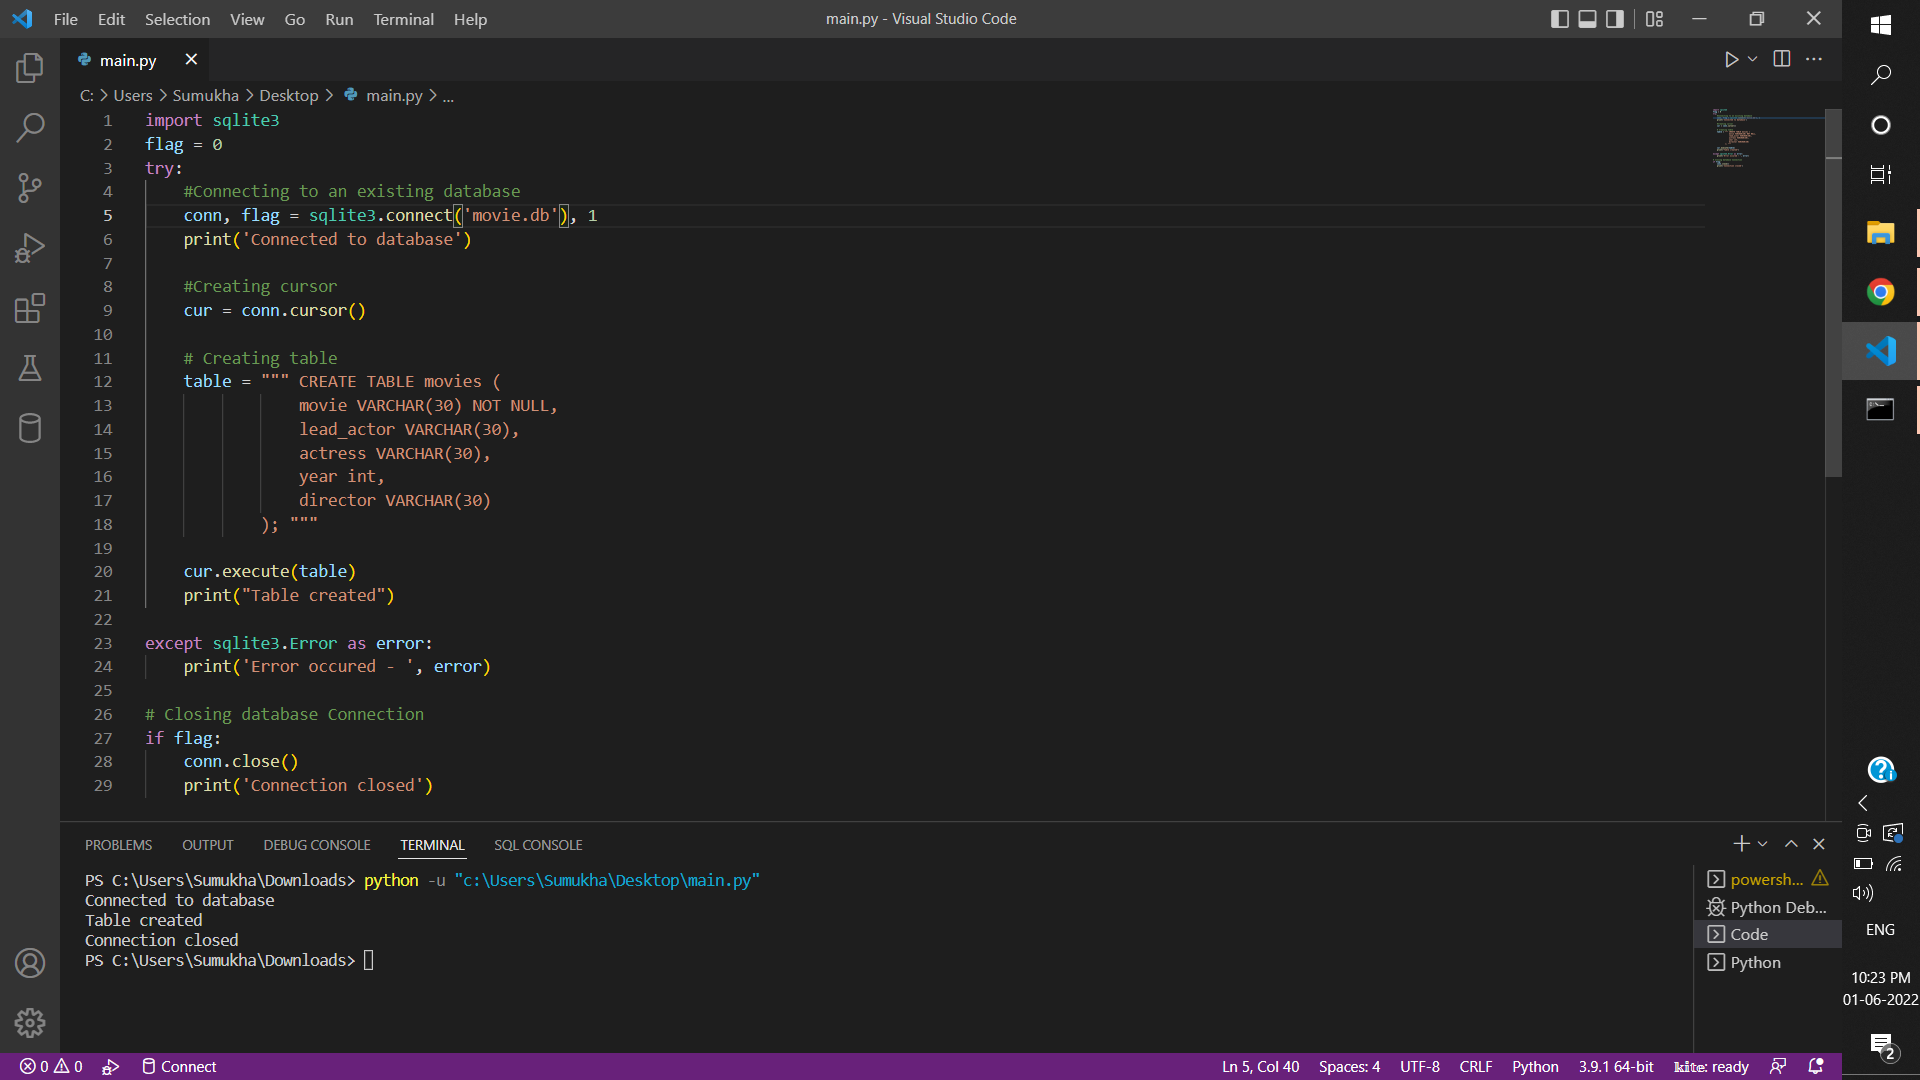 File Edit Selection View Go Run Terminal Help
main.py - Visual Studio Code
main.py
C: > Users > Sumukha > Desktop > main.py > ...
1 import sqlite3
2 flag = 0
3 try:
4 #Connecting to an existing database
5 conn, flag = sqlite3.connect('movie.db'), 1
6 print('Connected to database')
7
8 #Creating cursor
9 cur = conn.cursor()
10
11 # Creating table
12 table = """ CREATE TABLE movies (
13 movie VARCHAR(30) NOT NULL,
14 lead_actor VARCHAR(30),
15 actress VARCHAR(30),
16 year int,
17 director VARCHAR(30)
18 ); """
19
20 cur.execute(table)
21 print("Table created")
22
23 except sqlite3.Error as error:
24 print('Error occured - ', error)
25
26 # Closing database Connection
27 if flag:
28 conn.close()
29 print('Connection closed')
PROBLEMS OUTPUT DEBUG CONSOLE TERMINAL SQL CONSOLE
PS C:\Users\Sumukha\Downloads> python -u "c:\Users\Sumukha\Desktop\main.py"
Connected to database
Table created
Connection closed
PS C:\Users\Sumukha\Downloads>
powersh...
Python Deb...
Code
Python
0 0 Connect
Ln 5, Col 40 Spaces: 4 UTF-8 CRLF Python 3.9.1 64-bit kite: ready
ENG
10:23 PM
01-06-2022
2